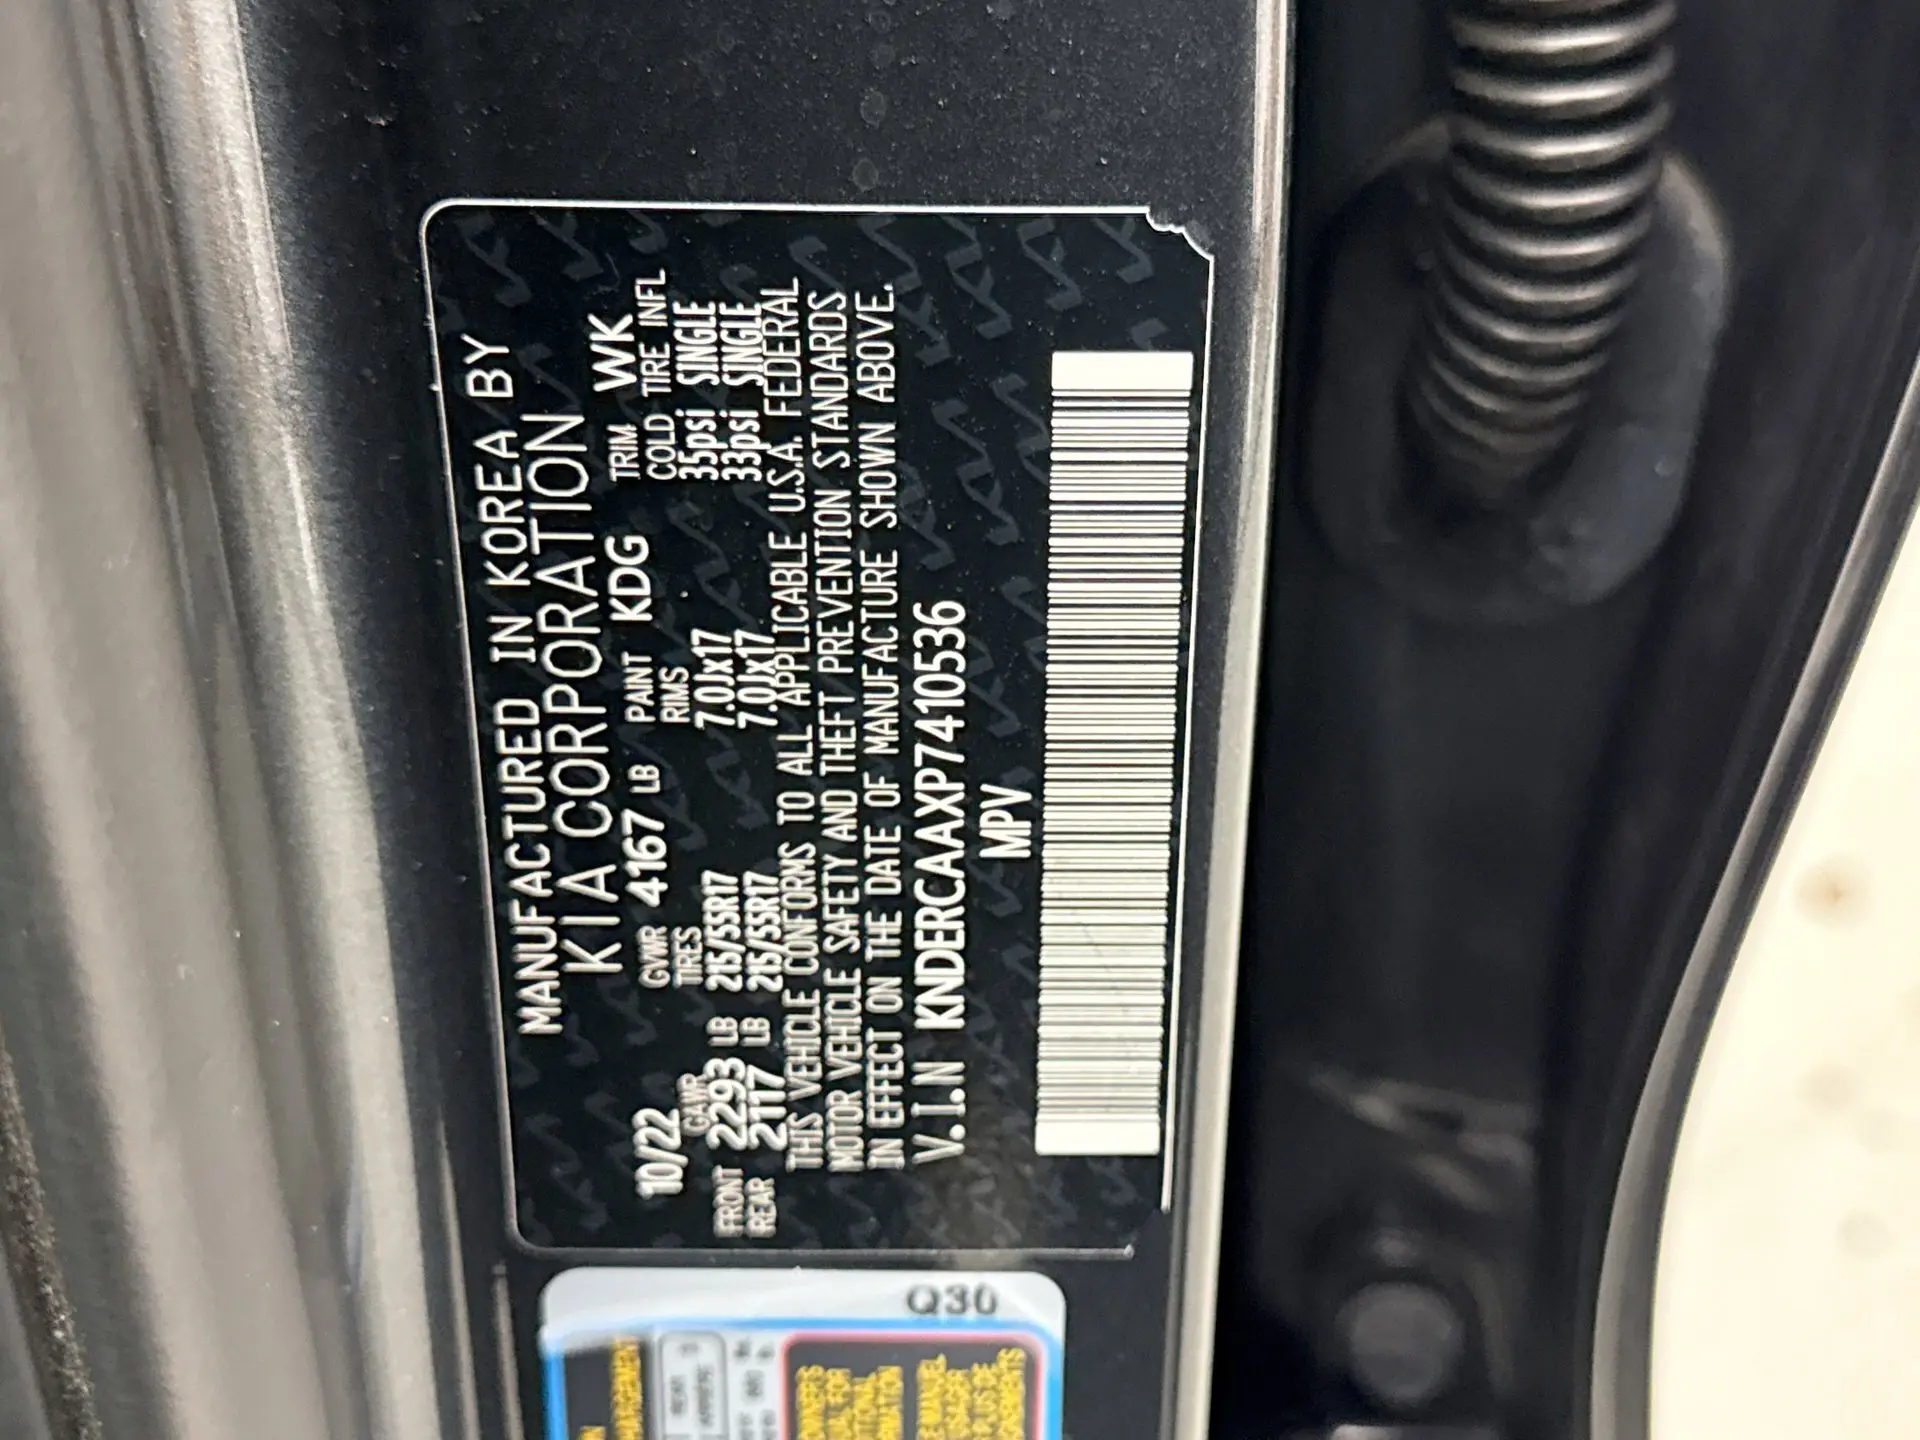 MANUFACTURED IN KOREA BY
KIA CORPORATION
10/22 GVWR 4167 LB PAINT KDG TRIM WK
GAWR TIRES RIMS COLD TIRE INFL
FRONT 2293 LB 215/55R17 7.0Jx17 35psi SINGLE
REAR 2117 LB 215/55R17 7.0Jx17 33psi SINGLE
THIS VEHICLE CONFORMS TO ALL APPLICABLE U.S.A. FEDERAL
MOTOR VEHICLE SAFETY AND THEFT PREVENTION STANDARDS
IN EFFECT ON THE DATE OF MANUFACTURE SHOWN ABOVE.
V.I.N KNDERCAAXP7410536
MPV
Q30